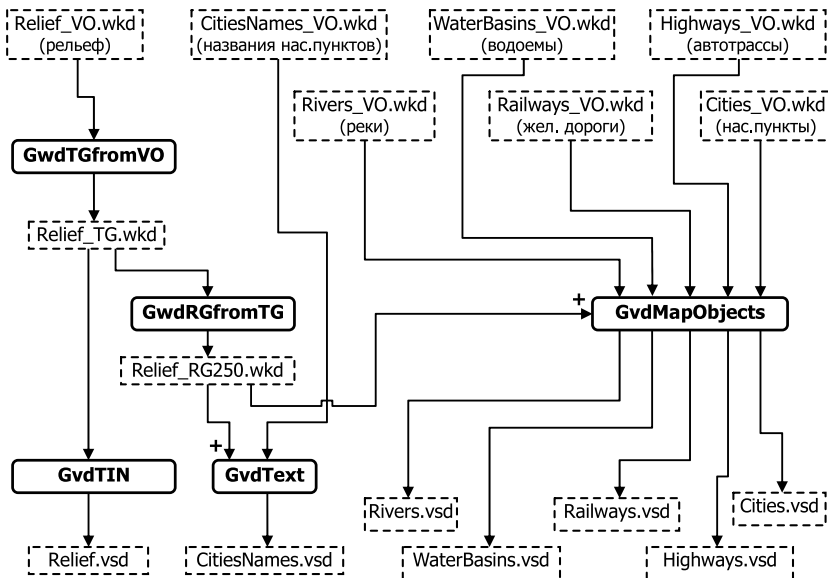 Relief_VO.wkd
(рельеф)
CitiesNames_VO.wkd
(названия нас.пунктов)
WaterBasins_VO.wkd
(водоемы)
Highways_VO.wkd
(автотрассы)
Rivers_VO.wkd
(реки)
Railways_VO.wkd
(жел. дороги)
Cities_VO.wkd
(нас.пункты)
GwdTGfromVO
Relief_TG.wkd
GwdRGfromTG
+
GvdMapObjects
Relief_RG250.wkd
+
GvdTIN
GvdText
Rivers.vsd
Railways.vsd
Cities.vsd
Relief.vsd
CitiesNames.vsd
WaterBasins.vsd
Highways.vsd